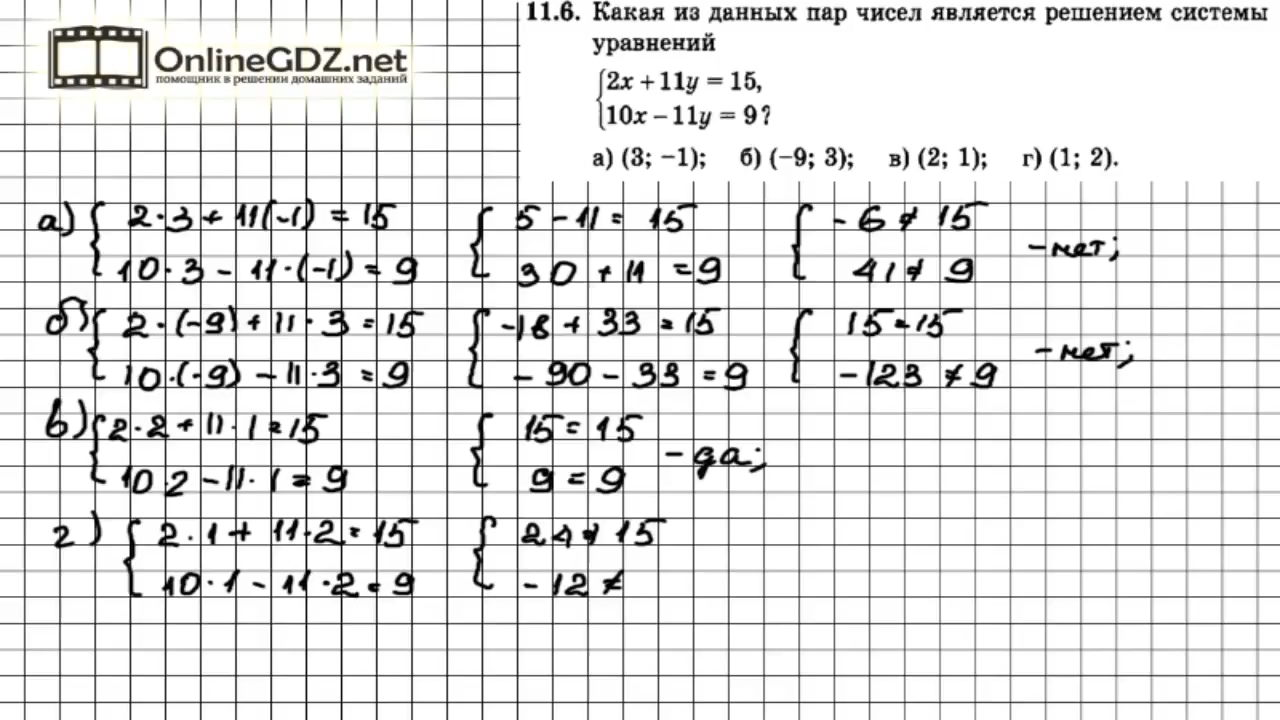 OnlineGDZ.net
помощник в решении домашних заданий
11.6. Какая из данных пар чисел является решением системы
уравнений
2x + 11y = 15,
10x − 11y = 9?
а) (3; −1); б) (−9; 3); в) (2; 1); г) (1; 2).
а) { 2·3 + 11(-1) = 15 { 5 - 11 = 15 { -6 ≠ 15
10·3 - 11·(-1) = 9 30 + 11 = 9 41 ≠ 9 - нет;
б) { 2·(-9) + 11·3 = 15 { -18 + 33 = 15 { 15 = 15
10·(-9) - 11·3 = 9 -90 - 33 = 9 -123 ≠ 9 - нет;
в) { 2·2 + 11·1 = 15 { 15 = 15
10·2 - 11·1 = 9 9 = 9 - да;
г) { 2·1 + 11·2 = 15 { 24 ≠ 15
10·1 - 11·2 = 9 -12 ≠